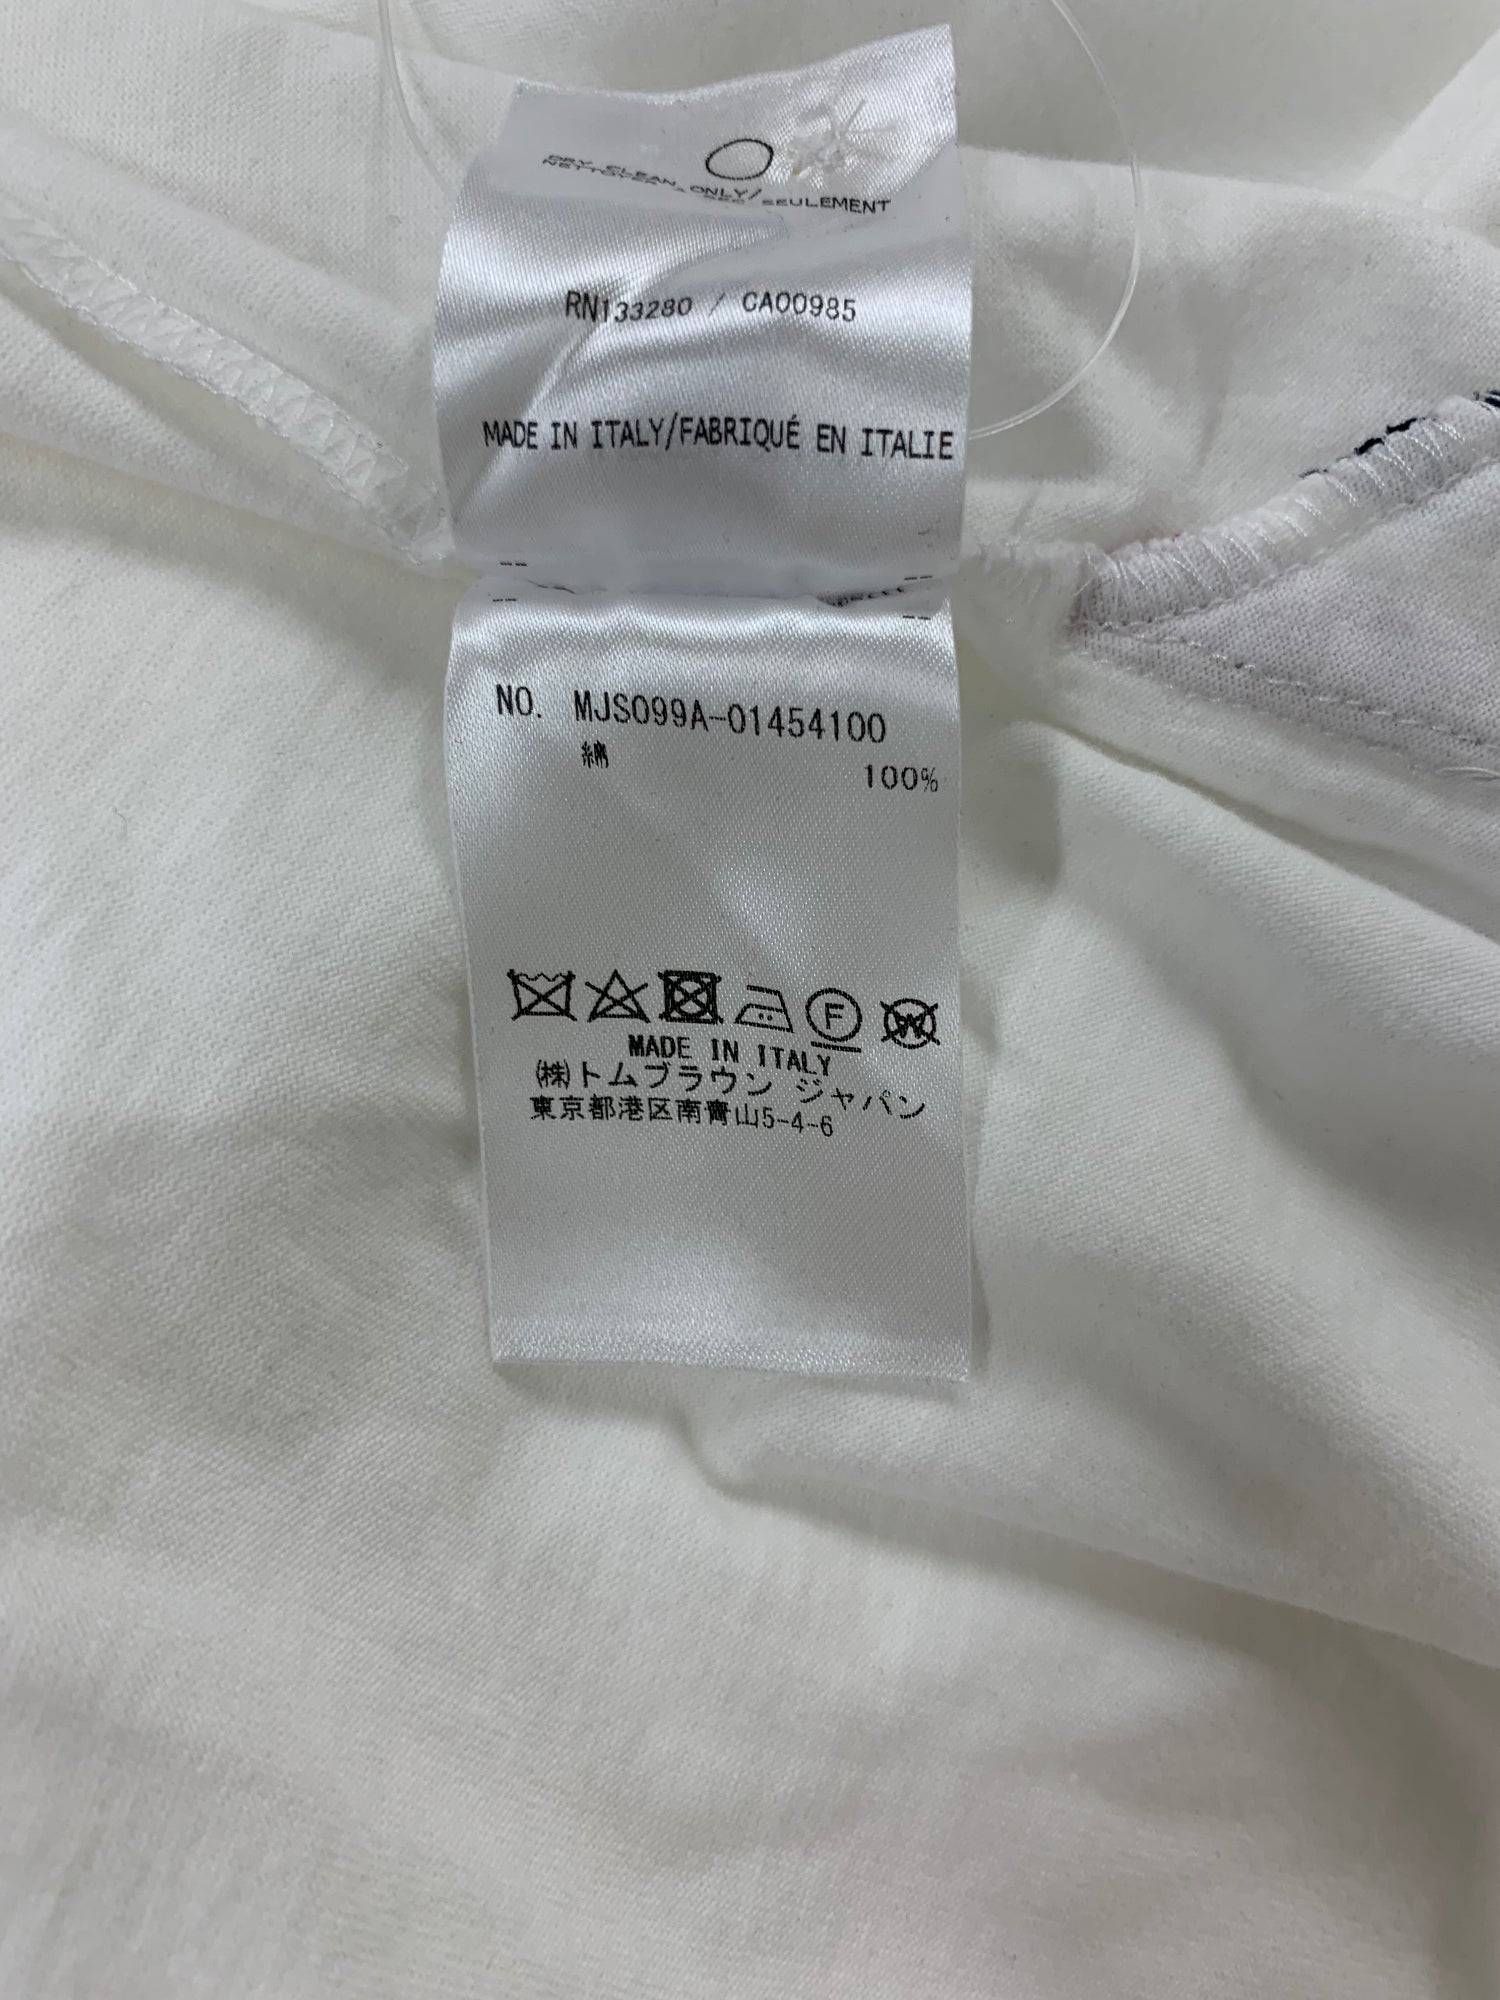 DRY CLEAN ONLY/
NETTOYER SEULEMENT
RN133280 / CA00985
MADE IN ITALY/FABRIQUÉ EN ITALIE
NO. MJS099A-01454100
綿 100%
F W
MADE IN ITALY
(株)トムブラウン ジャパン
東京都港区南青山5-4-6